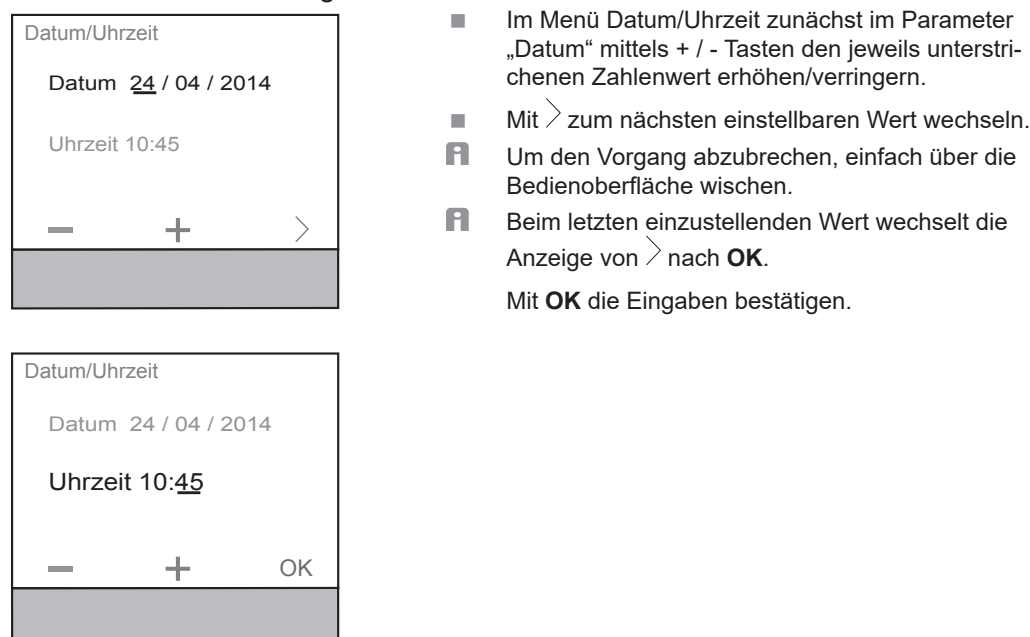 Datum/Uhrzeit
Datum 24 / 04 / 2014
Uhrzeit 10:45
− + >
■ Im Menü Datum/Uhrzeit zunächst im Parameter
„Datum“ mittels + / - Tasten den jeweils unterstri-
chenen Zahlenwert erhöhen/verringern.
■ Mit > zum nächsten einstellbaren Wert wechseln.
Um den Vorgang abzubrechen, einfach über die
Bedienoberfläche wischen.
Beim letzten einzustellenden Wert wechselt die
Anzeige von > nach OK.
Mit OK die Eingaben bestätigen.
Datum/Uhrzeit
Datum 24 / 04 / 2014
Uhrzeit 10:45
− + OK